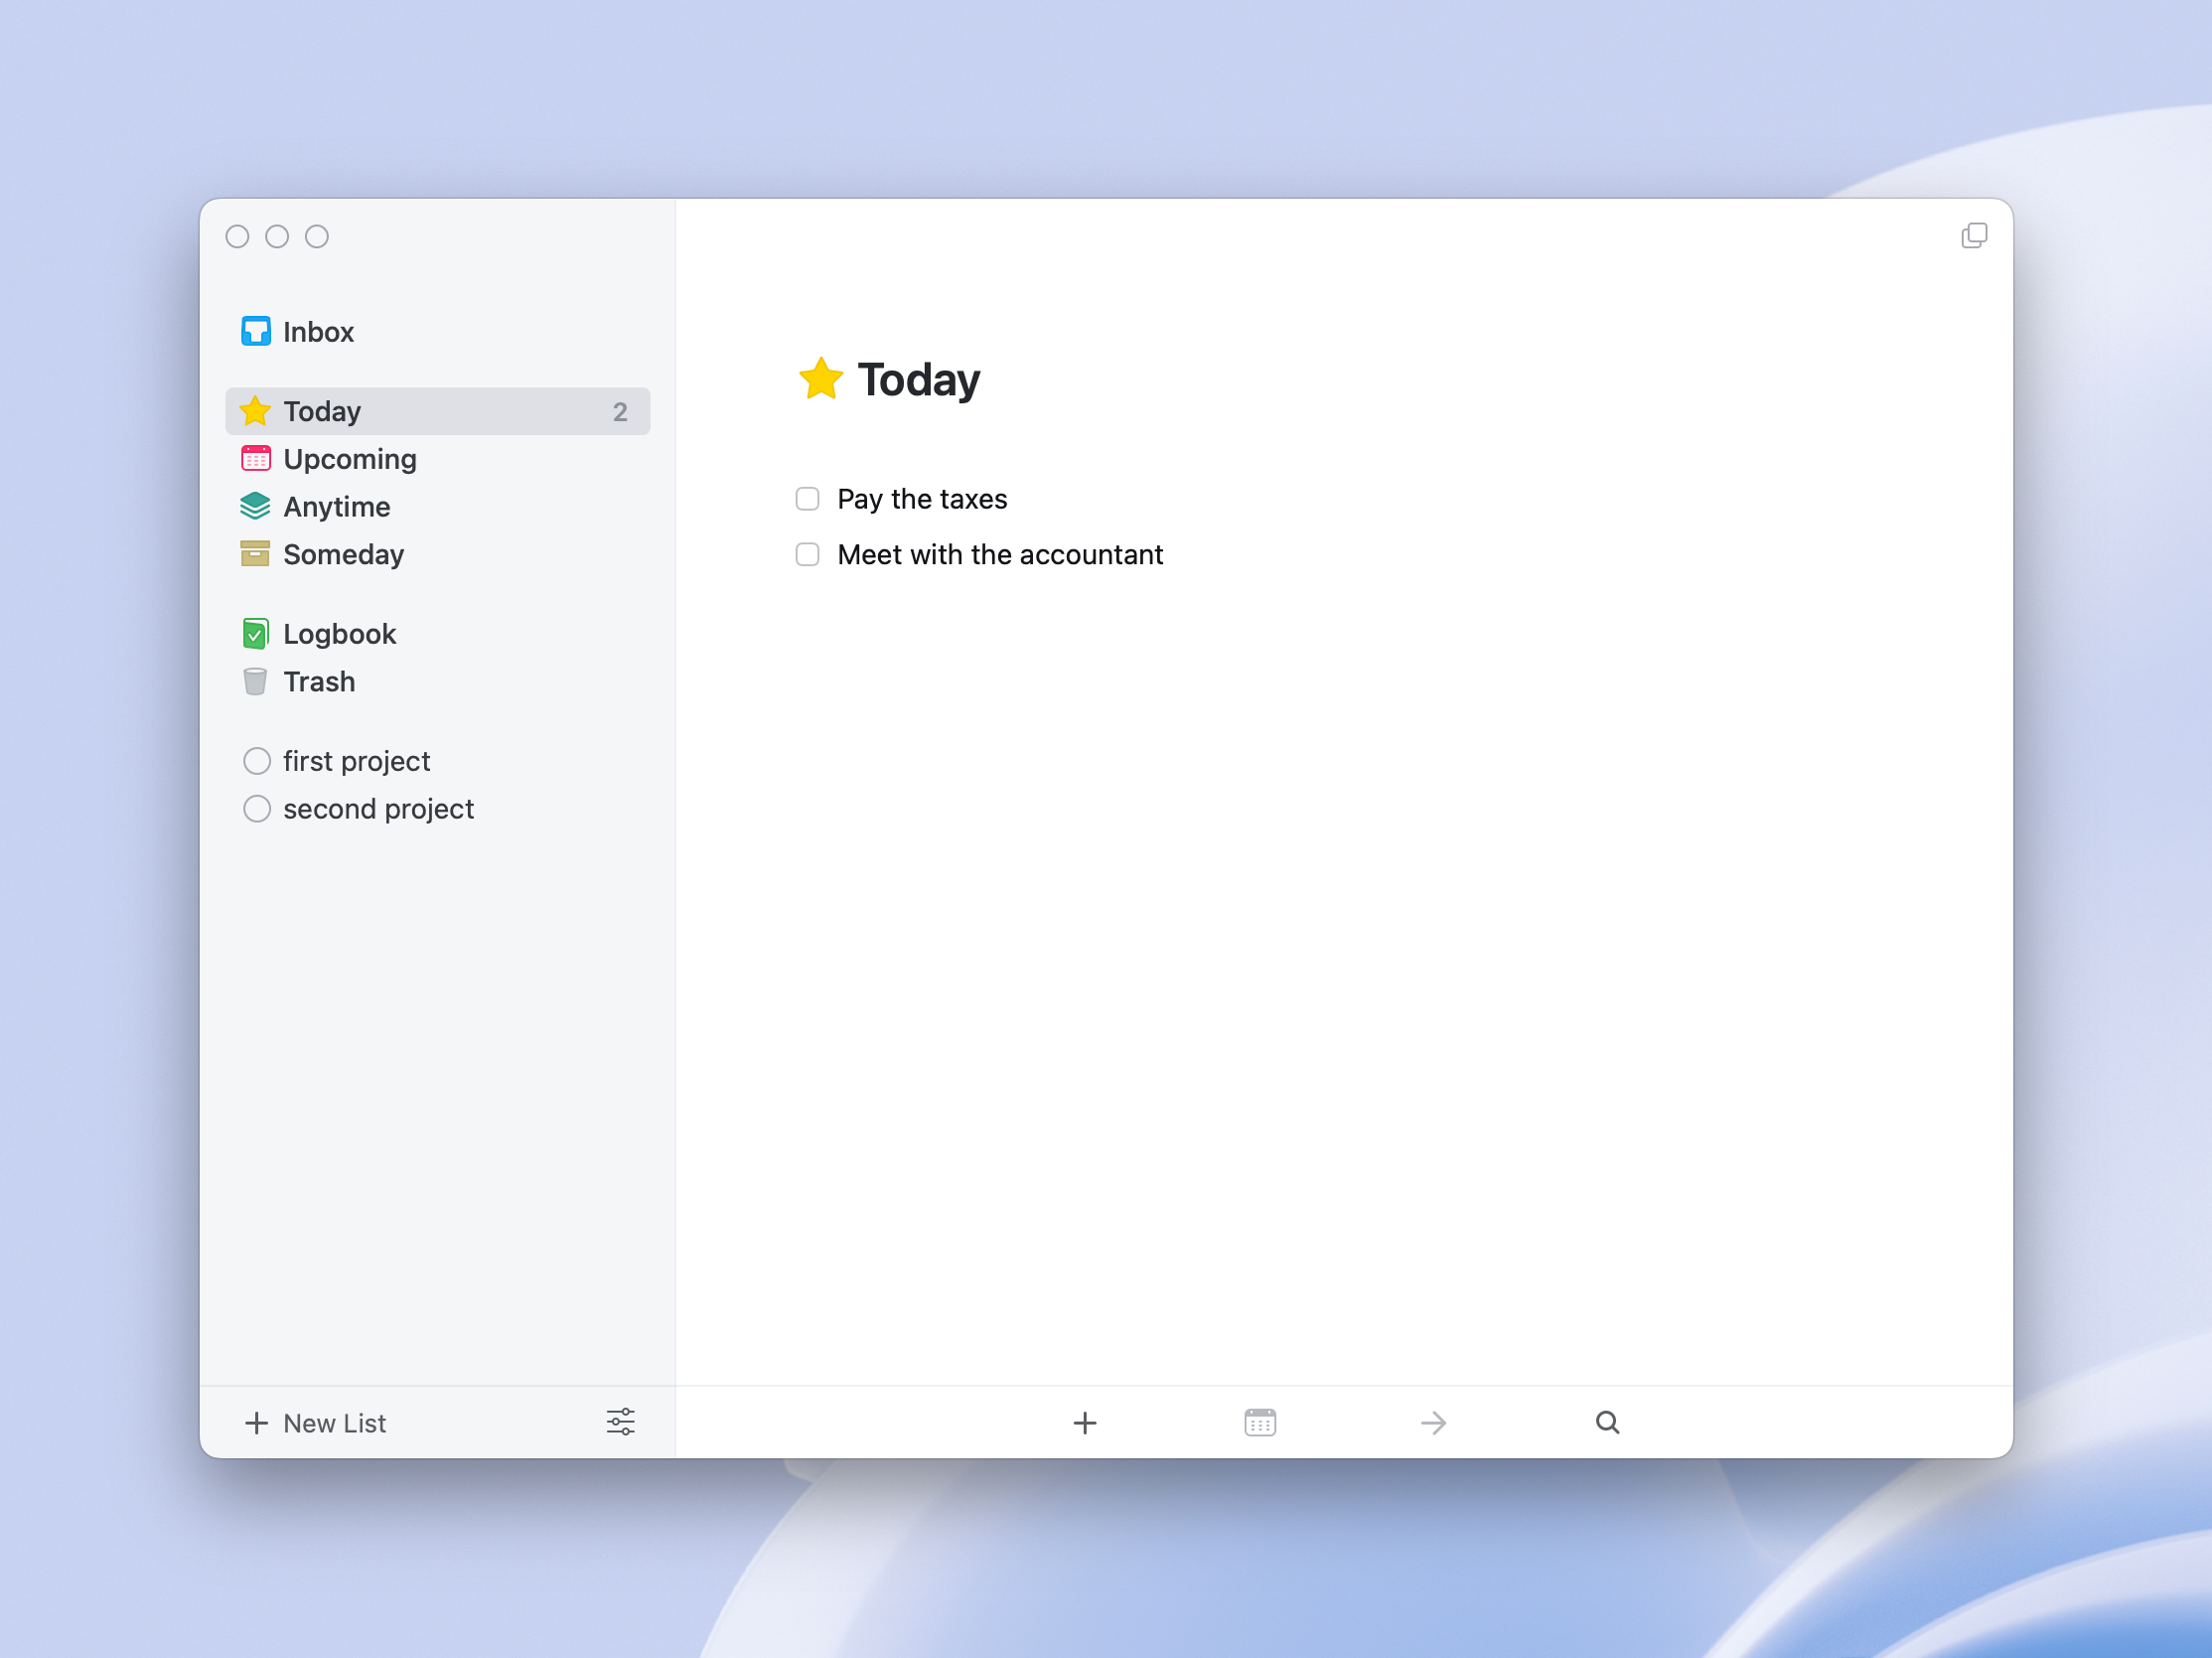 Inbox
Today 2
Upcoming
Anytime
Someday
Logbook
Trash
first project
second project
New List
Today
Pay the taxes
Meet with the accountant